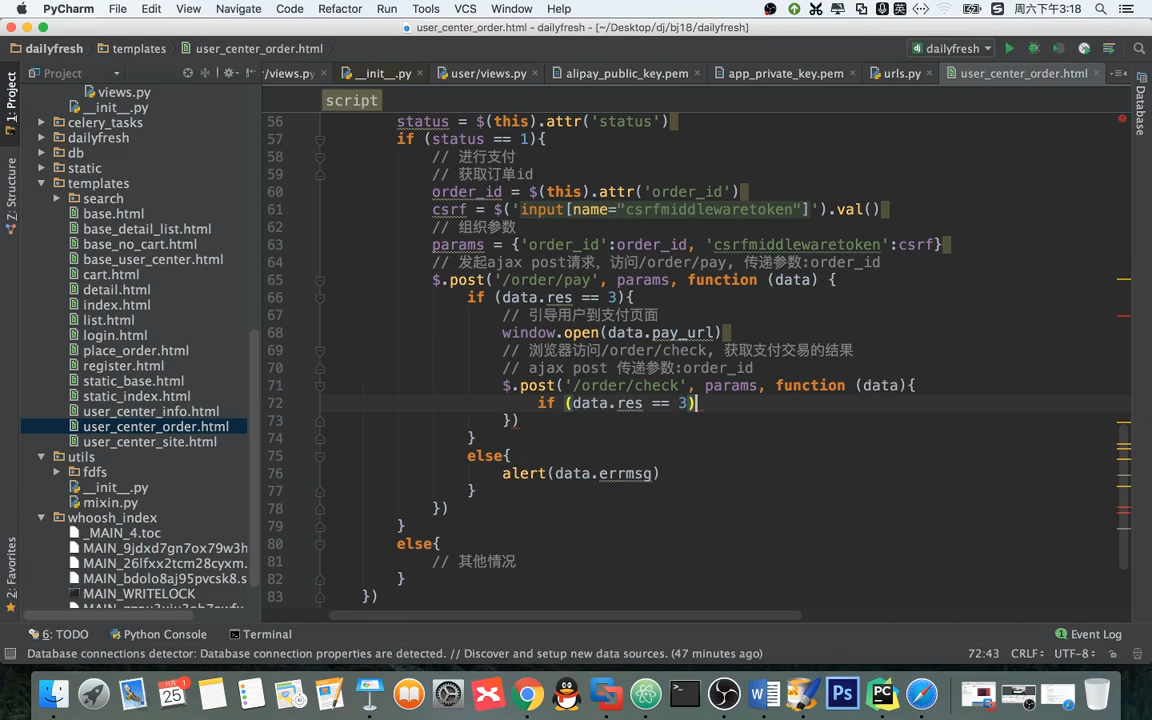 PyCharm File Edit View Navigate Code Refactor Run Tools VCS Window Help 周六下午3:18
user_center_order.html - dailyfresh - [~/Desktop/dj/bj18/dailyfresh]
dailyfresh templates user_center_order.html dailyfresh
Project /views.py __init__.py user/views.py alipay_public_key.pem app_private_key.pem urls.py user_center_order.html
1: Project
Z: Structure
2: Favorites
Database
views.py
__init__.py
celery_tasks
dailyfresh
db
static
templates
search
base.html
base_detail_list.html
base_no_cart.html
base_user_center.html
cart.html
detail.html
index.html
list.html
login.html
place_order.html
register.html
static_base.html
static_index.html
user_center_info.html
user_center_order.html
user_center_site.html
utils
fdfs
__init__.py
mixin.py
whoosh_index
_MAIN_4.toc
MAIN_9jdxd7gn7ox79w3h
MAIN_26lfxx2tcm28cyxm.
MAIN_bdolo8aj95pvcsk8.s
MAIN_WRITELOCK
script
56 status = $(this).attr('status')
57 if (status == 1){
58 // 进行支付
59 // 获取订单id
60 order_id = $(this).attr('order_id')
61 csrf = $('input[name="csrfmiddlewaretoken"]').val()
62 // 组织参数
63 params = {'order_id':order_id, 'csrfmiddlewaretoken':csrf}
64 // 发起ajax post请求，访问/order/pay, 传递参数:order_id
65 $.post('/order/pay', params, function (data) {
66 if (data.res == 3){
67 // 引导用户到支付页面
68 window.open(data.pay_url)
69 // 浏览器访问/order/check, 获取支付交易的结果
70 // ajax post 传递参数:order_id
71 $.post('/order/check', params, function (data){
72 if (data.res == 3)
73 })
74 }
75 else{
76 alert(data.errmsg)
77 }
78 })
79 }
80 else{
81 // 其他情况
82 }
83 })
6: TODO Python Console Terminal Event Log
Database connections detector: Database connection properties are detected. // Discover and setup new data sources. (47 minutes ago) 72:43 CRLF÷ UTF-8÷